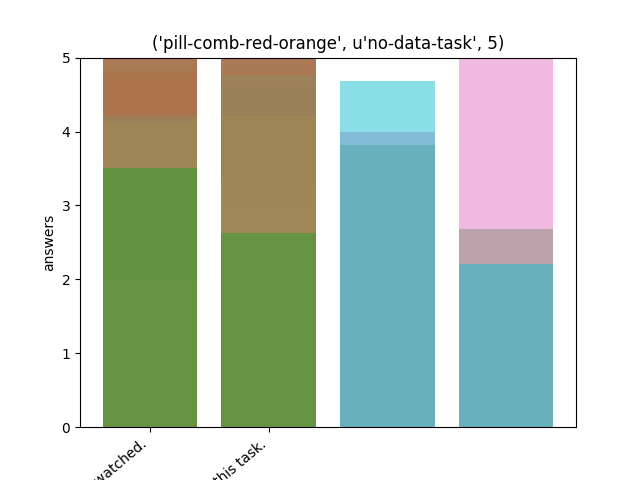 ('pill-comb-red-orange', u'no-data-task', 5)
5
4
3
2
1
0
answers
watched.
this task.